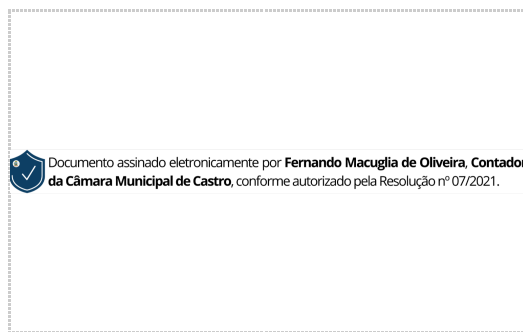 Documento assinado eletronicamente por Fernando Macuglia de Oliveira, Contador
da Câmara Municipal de Castro, conforme autorizado pela Resolução nº 07/2021.